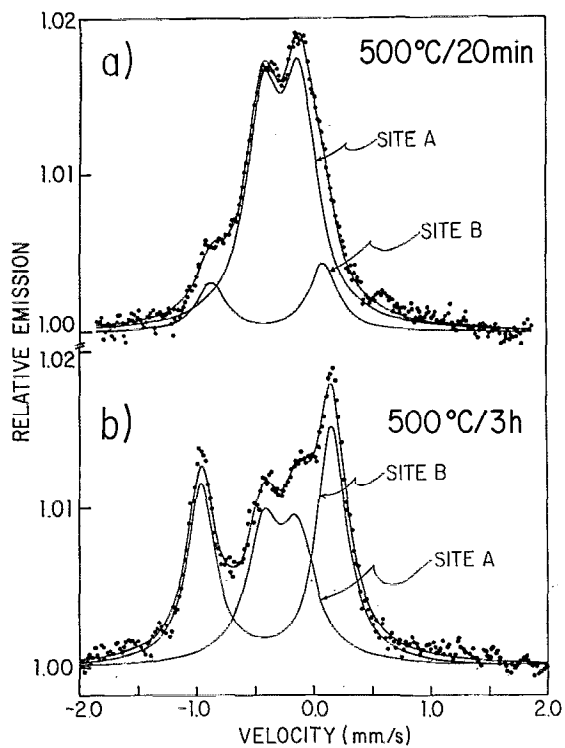 1.02
a)
500°C/20min
SITE A
1.01
SITE B
1.00
RELATIVE EMISSION
1.02
b)
500°C/3h
SITE B
1.01
SITE A
1.00
-2.0 -1.0 0.0 1.0 2.0
VELOCITY (mm/s)